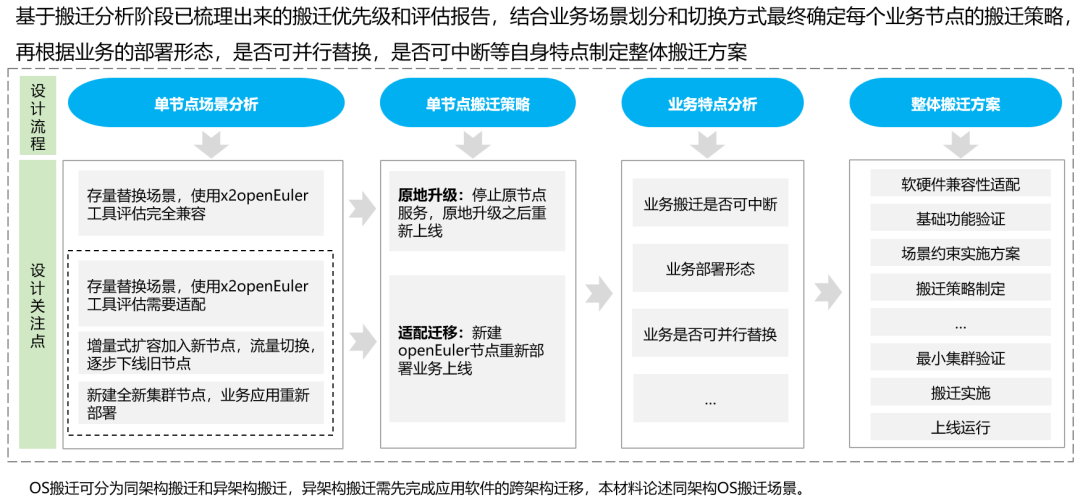 基于搬迁分析阶段已梳理出来的搬迁优先级和评估报告，结合业务场景划分和切换方式最终确定每个业务节点的搬迁策略，
再根据业务的部署形态，是否可并行替换，是否可中断等自身特点制定整体搬迁方案
设计流程
单节点场景分析
单节点搬迁策略
业务特点分析
整体搬迁方案
设计关注点
存量替换场景，使用x2openEuler
工具评估完全兼容
存量替换场景，使用x2openEuler
工具评估需要适配
增量式扩容加入新节点，流量切换，
逐步下线旧节点
新建全新集群节点，业务应用重新
部署
原地升级：停止原节点
服务，原地升级之后重
新上线
适配迁移：新建
openEuler节点重新部
署业务上线
业务搬迁是否可中断
业务部署形态
业务是否可并行替换
...
软硬件兼容性适配
基础功能验证
场景约束实施方案
搬迁策略制定
...
最小集群验证
搬迁实施
上线运行
OS搬迁可分为同架构搬迁和异架构搬迁，异架构搬迁需先完成应用软件的跨架构迁移，本材料论述同架构OS搬迁场景。